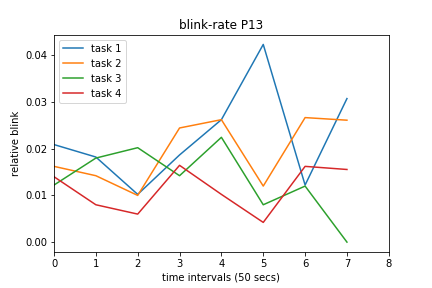 blink-rate P13
task 1
task 2
task 3
task 4
relative blink
0.04
0.03
0.02
0.01
0.00
0 1 2 3 4 5 6 7 8
time intervals (50 secs)